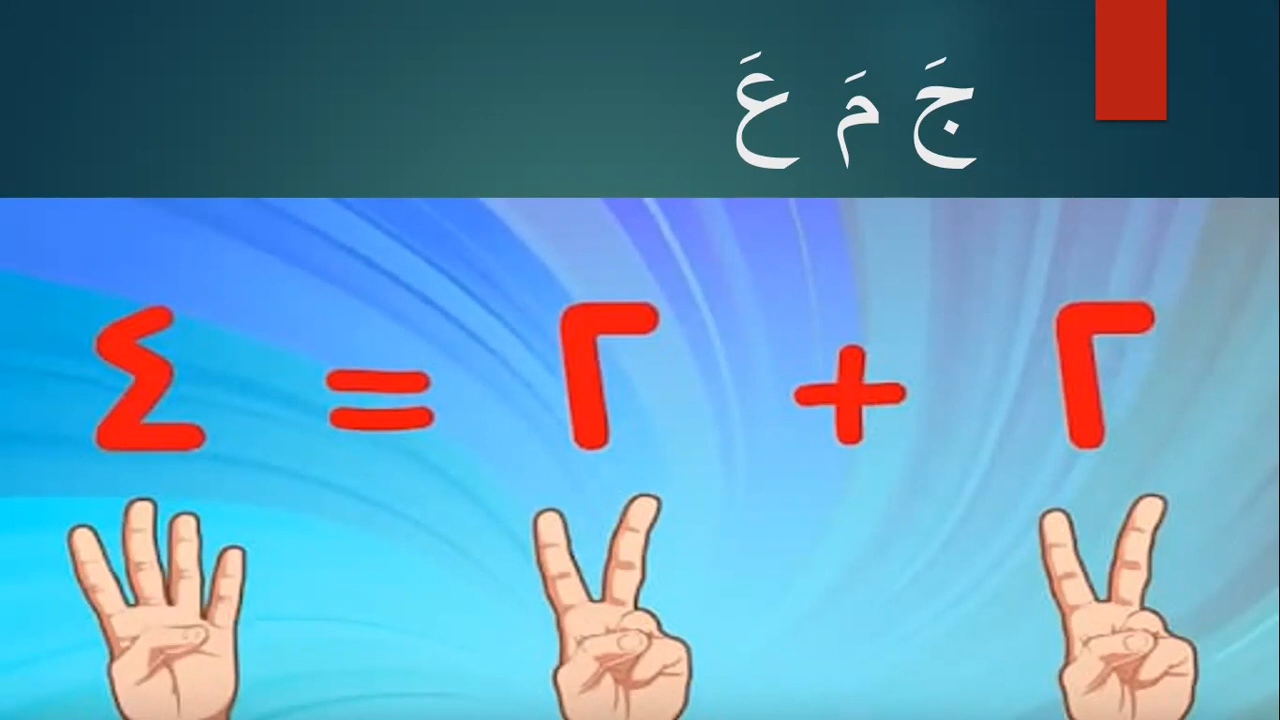 جَ مَ عَ
٢ + ٢ = ٤